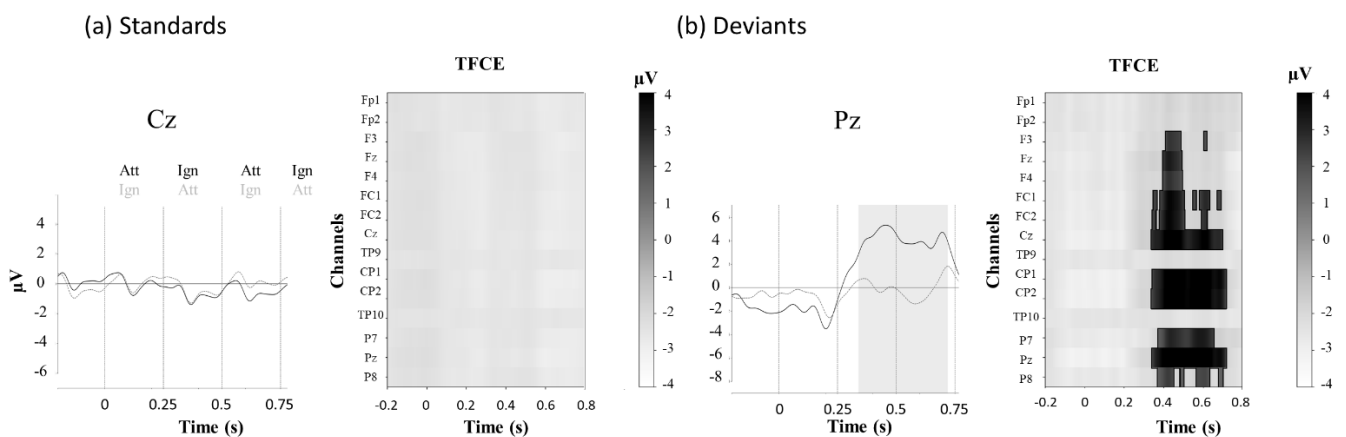 (a) Standards
(b) Deviants
TFCE
µV
Cz
Att Ign Att Ign
Ign Att Ign Att
µV
4
2
0
-2
-4
-6
0 0.25 0.5 0.75
Time (s)
Channels
Fp1
Fp2
F3
Fz
F4
FC1
FC2
Cz
TP9
CP1
CP2
TP10
P7
Pz
P8
-0.2 0 0.2 0.4 0.6 0.8
Time (s)
4
3
2
1
0
-1
-2
-3
-4
TFCE
µV
Pz
6
4
2
0
-2
-4
-6
-8
0 0.25 0.5 0.75
Time (s)
Channels
Fp1
Fp2
F3
Fz
F4
FC1
FC2
Cz
TP9
CP1
CP2
TP10
P7
Pz
P8
-0.2 0 0.2 0.4 0.6 0.8
Time (s)
4
3
2
1
0
-1
-2
-3
-4